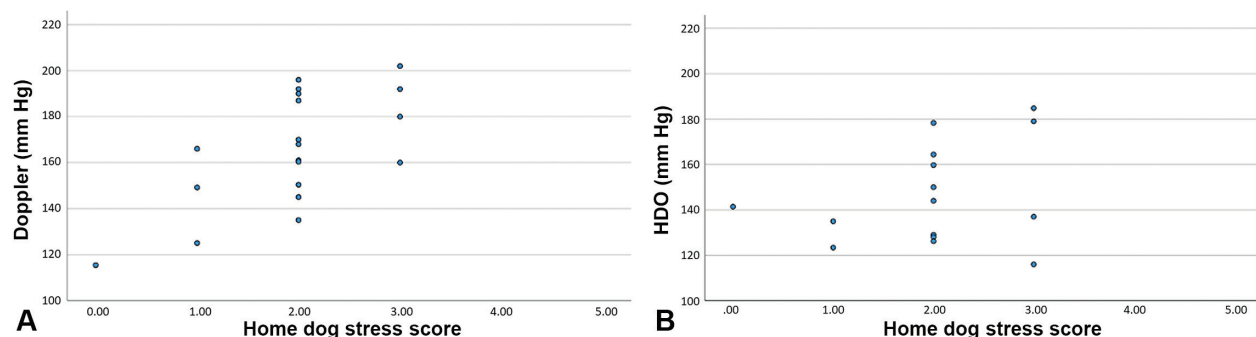 220
200
180
160
140
120
100
Doppler (mm Hg)
0.00 1.00 2.00 3.00 4.00 5.00
Home dog stress score
A
220
200
180
160
140
120
100
HDO (mm Hg)
.00 1.00 2.00 3.00 4.00 5.00
Home dog stress score
B